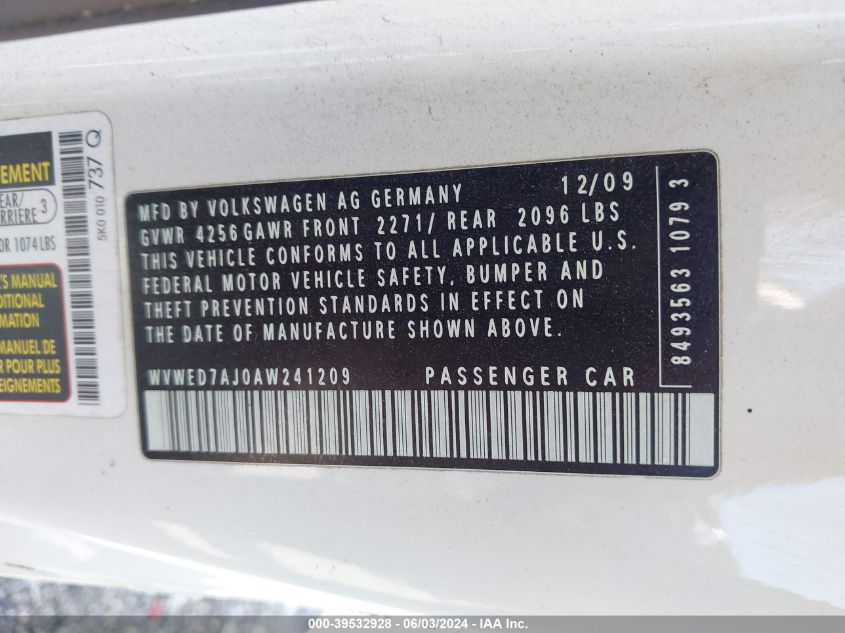 EMENT
EAR/
RRIERE 3
OR 1074 LBS
'S MANUAL
DITIONAL
MATION
MANUEL DE
R POUR PLUS
EIGNEMENTS
5K0 010 737 Q
MFD BY VOLKSWAGEN AG GERMANY 12/09
GVWR 4256 GAWR FRONT 2271/ REAR 2096 LBS
THIS VEHICLE CONFORMS TO ALL APPLICABLE U.S.
FEDERAL MOTOR VEHICLE SAFETY, BUMPER AND
THEFT PREVENTION STANDARDS IN EFFECT ON
THE DATE OF MANUFACTURE SHOWN ABOVE.
WVWED7AJ0AW241209 PASSENGER CAR
8493563 1079 3
000-39532928 - 06/03/2024 - IAA Inc.